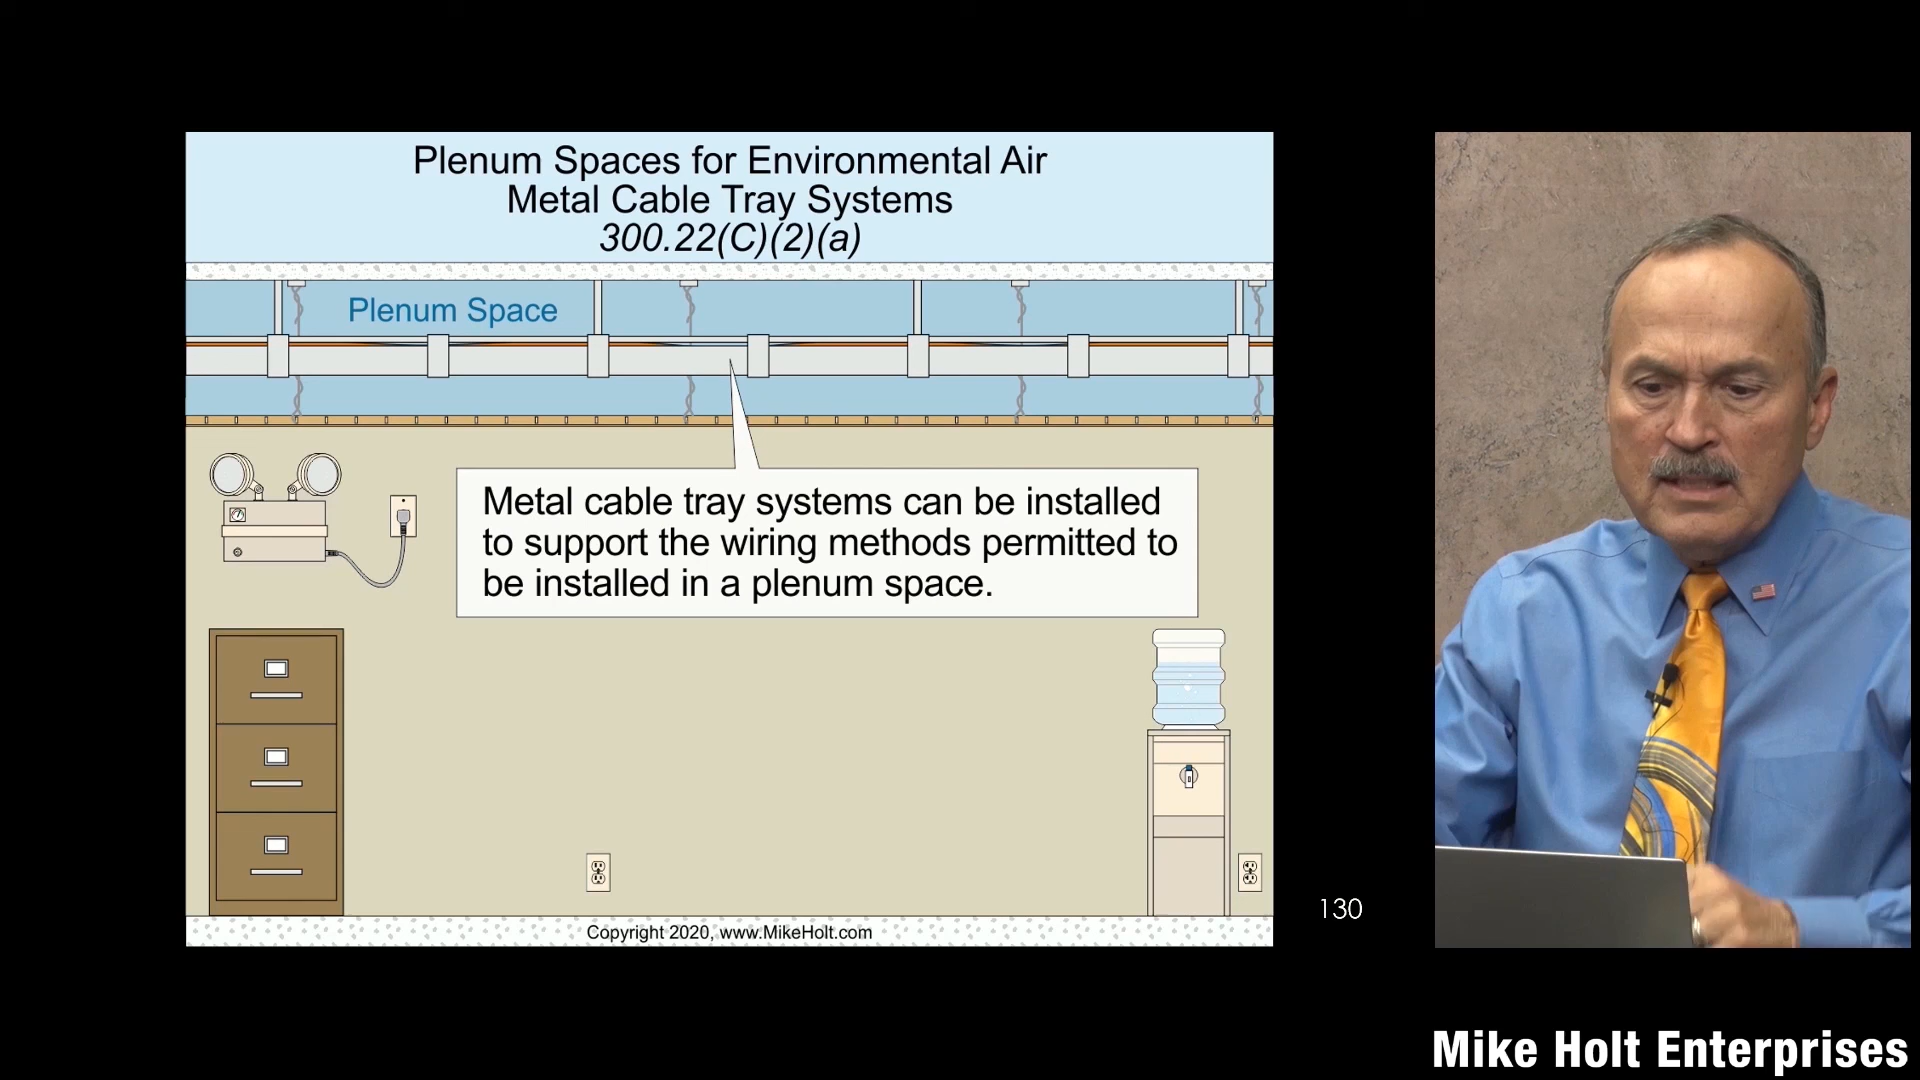 Plenum Spaces for Environmental Air
Metal Cable Tray Systems
300.22(C)(2)(a)
Plenum Space
Metal cable tray systems can be installed
to support the wiring methods permitted to
be installed in a plenum space.
Copyright 2020, www.MikeHolt.com
130
Mike Holt Enterprises